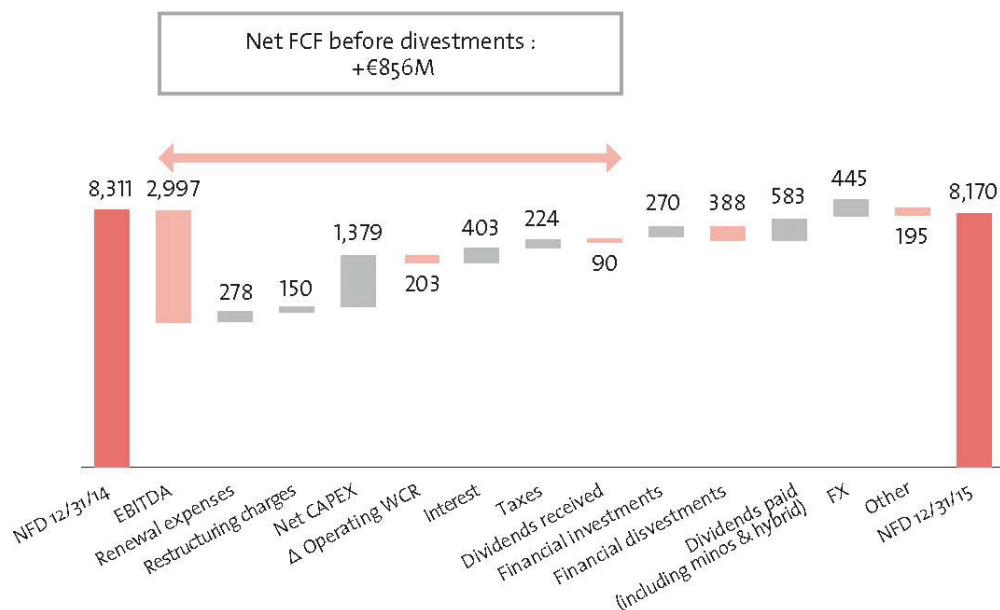 Net FCF before divestments :
+€856M
8,311
2,997
278
150
1,379
203
403
224
90
270
388
583
445
195
8,170
NFD 12/31/14
EBITDA
Renewal expenses
Restructuring charges
Net CAPEX
Δ Operating WCR
Interest
Taxes
Dividends received
Financial investments
Financial disvestments
Dividends paid
(including minos & hybrid)
FX
Other
NFD 12/31/15